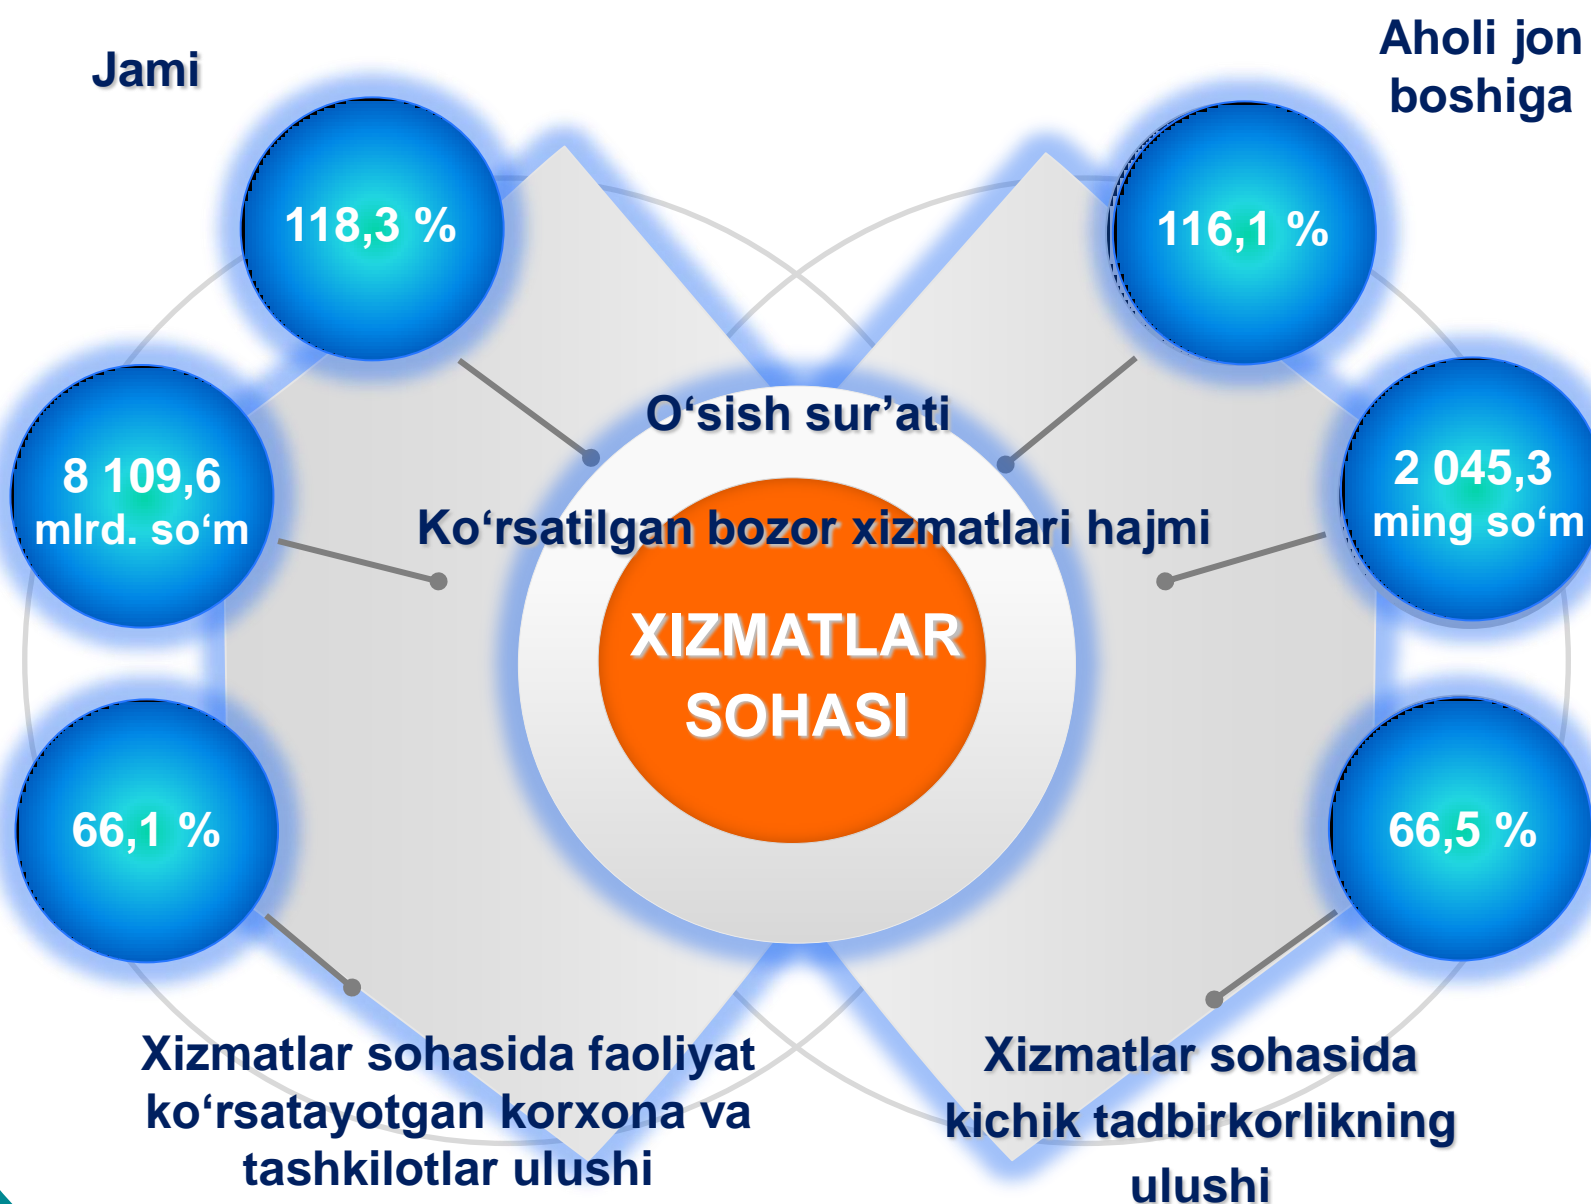 Jami
Aholi jon
boshiga
118,3 %
116,1 %
O‘sish sur’ati
8 109,6
mlrd. so‘m
2 045,3
ming so‘m
Ko‘rsatilgan bozor xizmatlari hajmi
XIZMATLAR
SOHASI
66,1 %
66,5 %
Xizmatlar sohasida faoliyat
ko‘rsatayotgan korxona va
tashkilotlar ulushi
Xizmatlar sohasida
kichik tadbirkorlikning
ulushi